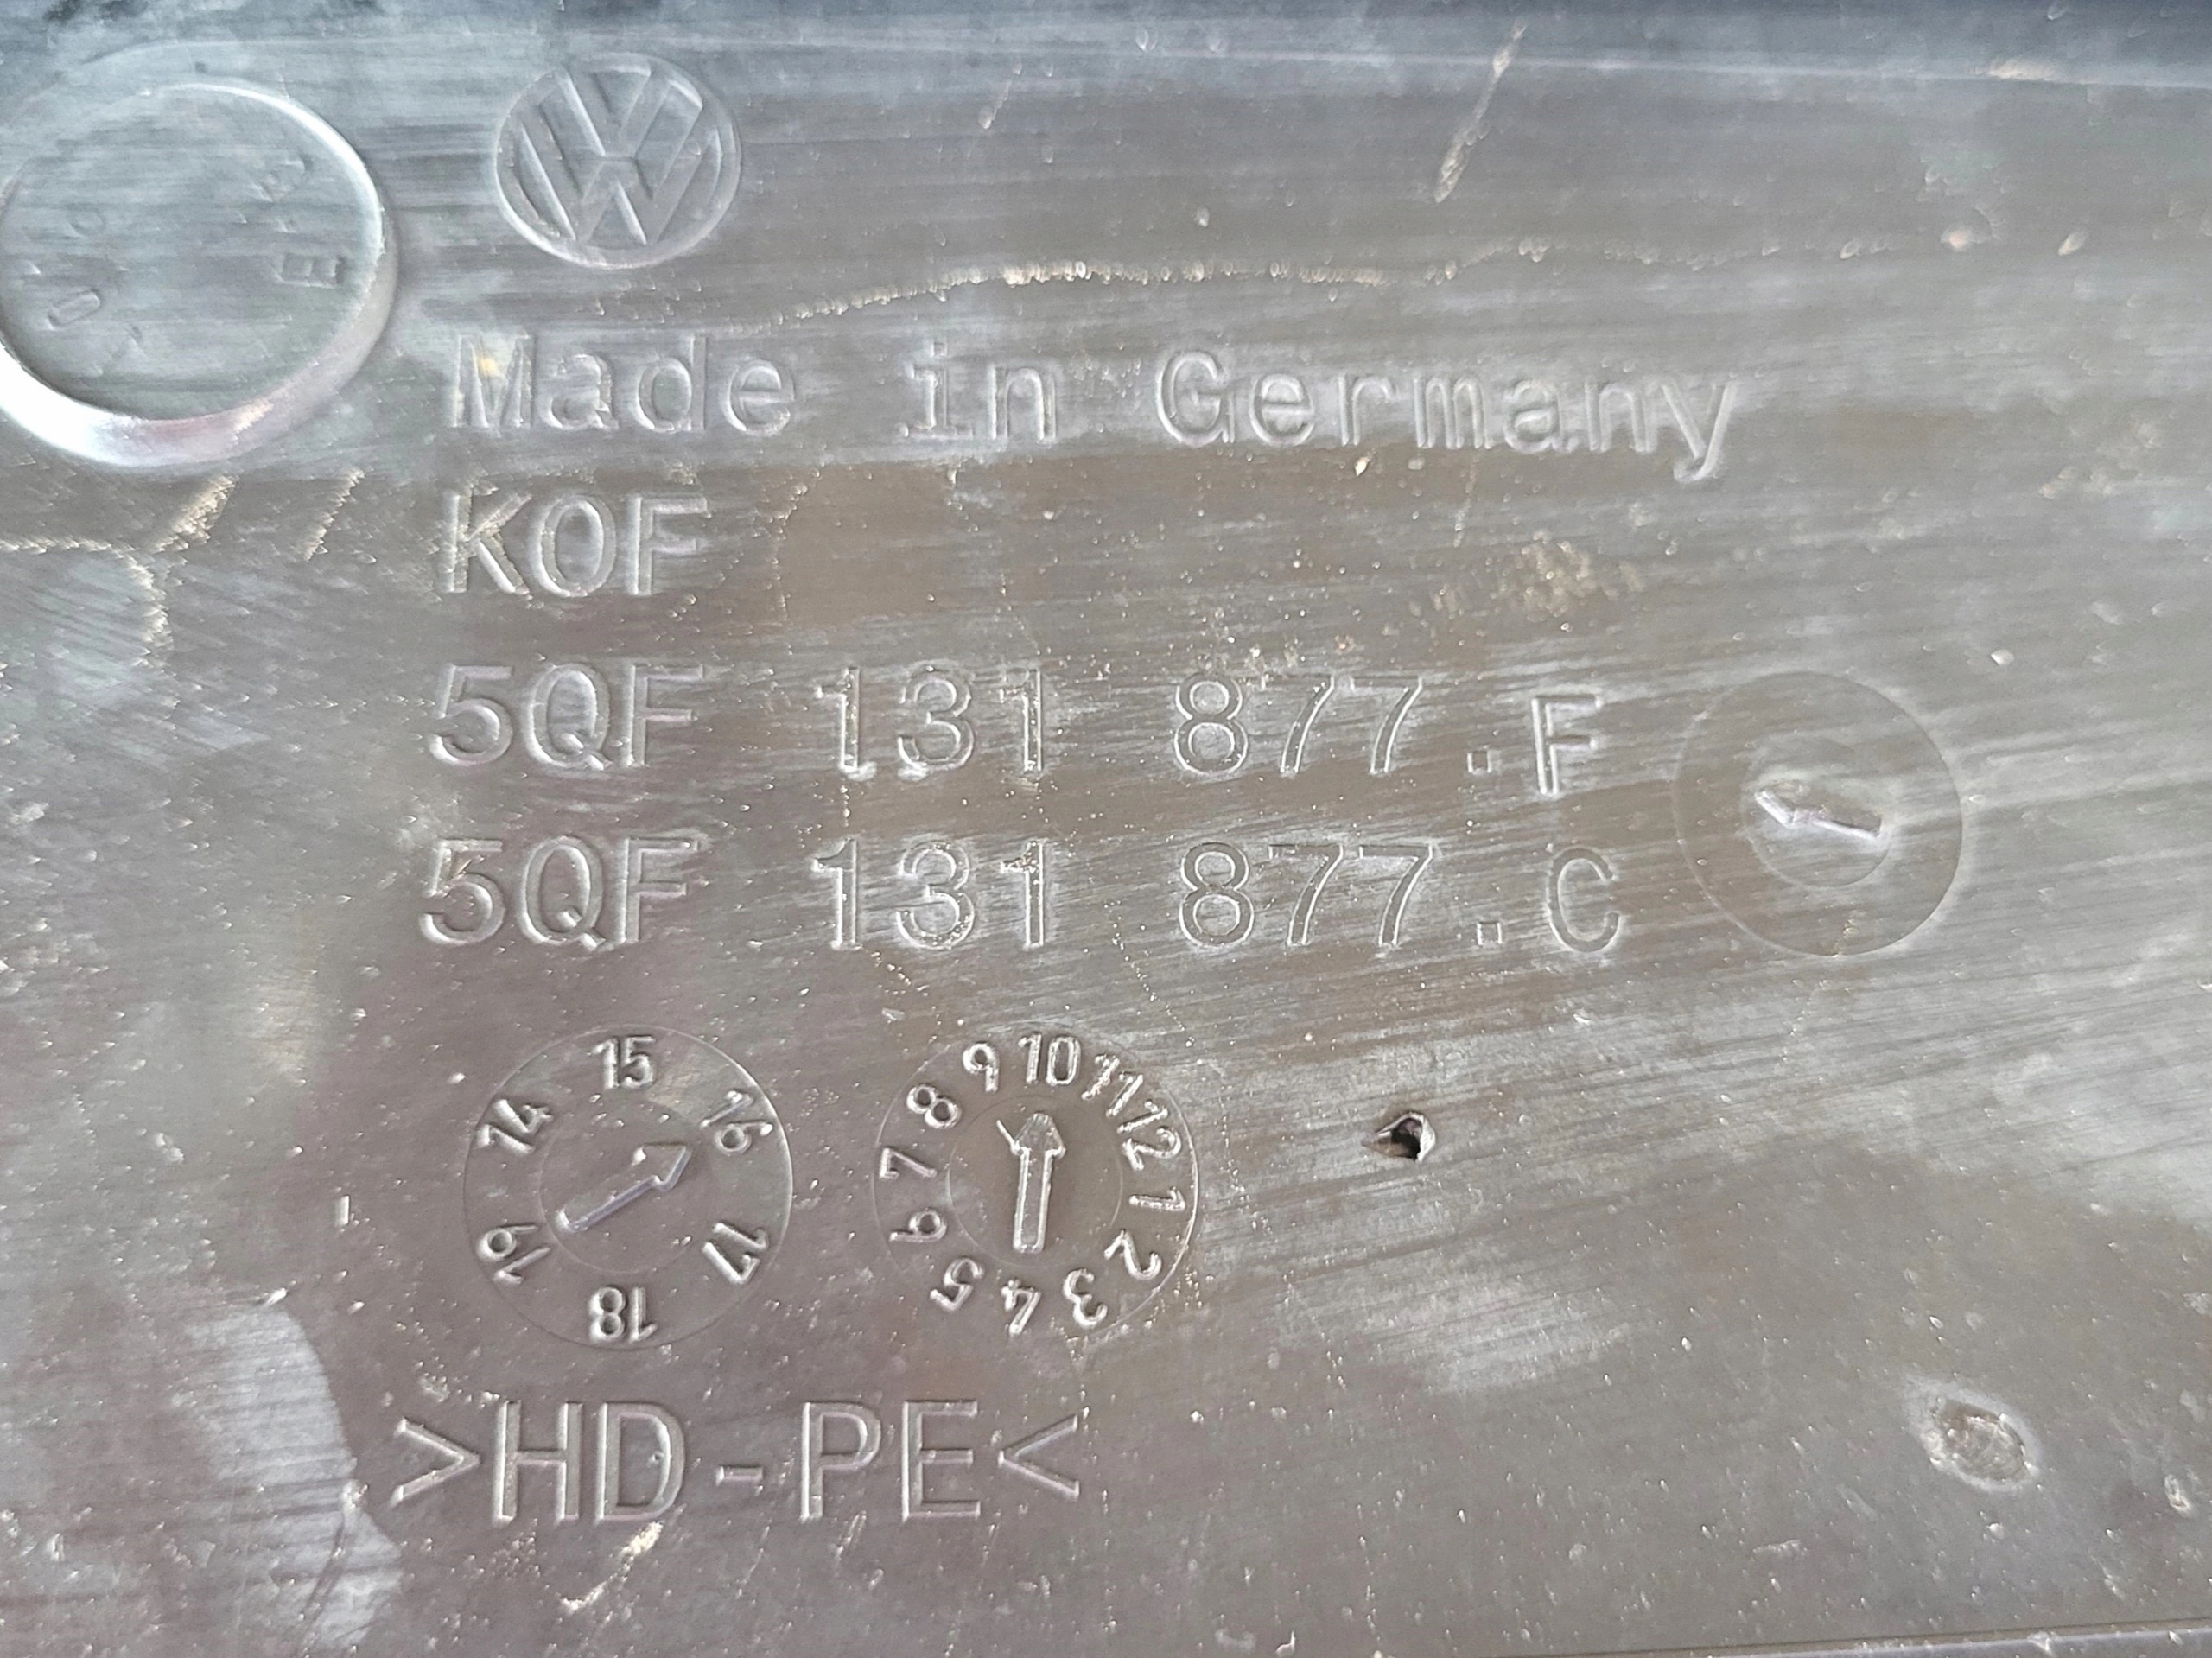 Made in Germany
KOF
5QF 131 877.F
5QF 131 877.C
14 15 16 17 18 19
1 2 3 4 5 6 7 8 9 10 11 12
>HD-PE<